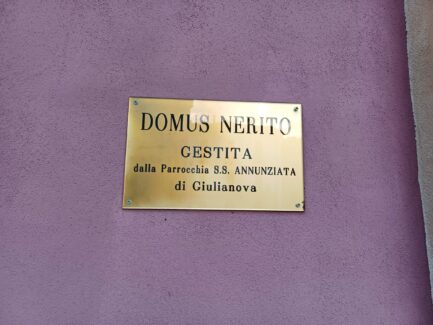 DOMUS NERITO
GESTITA
dalla Parrocchia S.S. ANNUNZIATA
di Giulianova